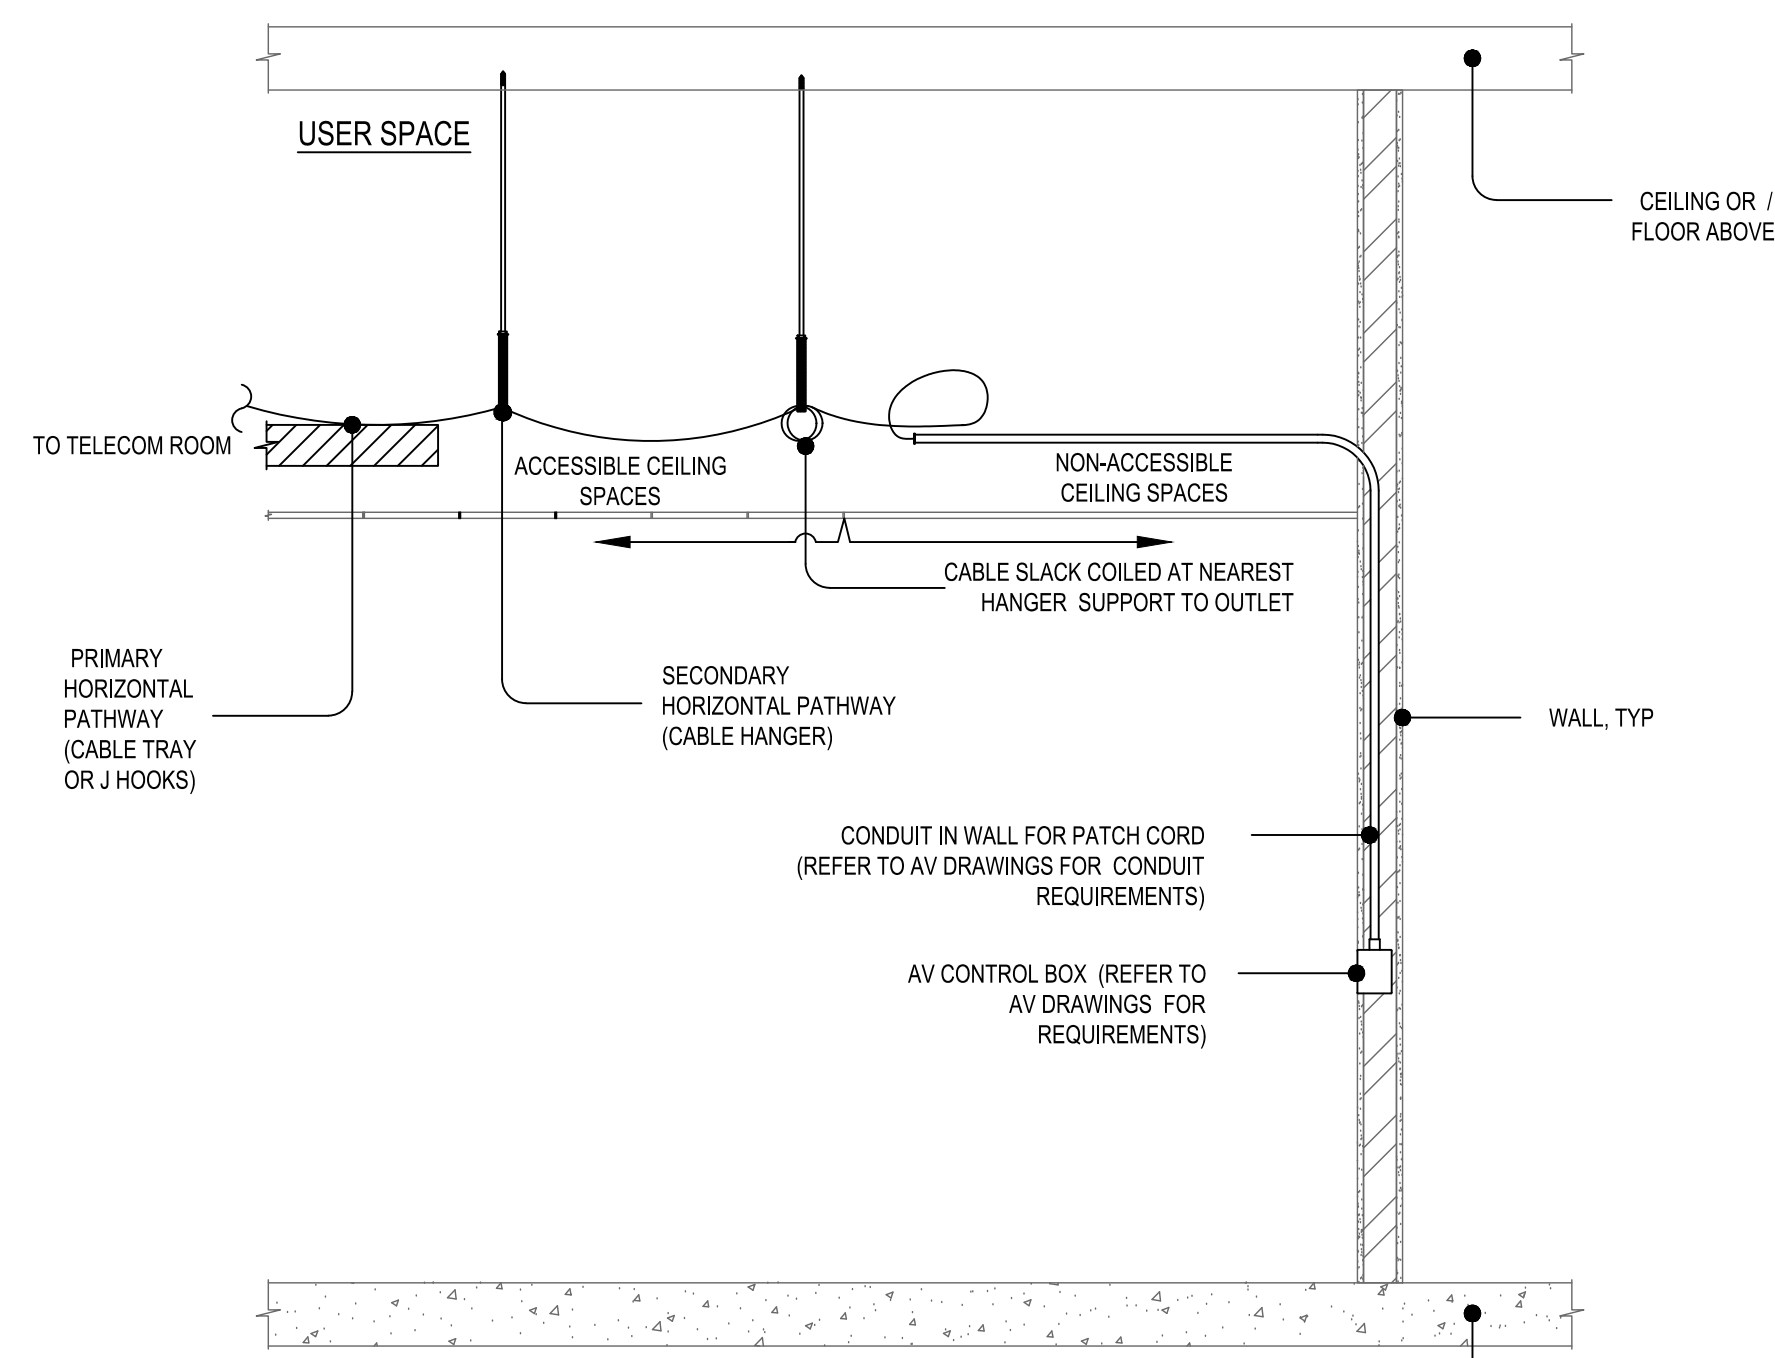 USER SPACE
CEILING OR /
FLOOR ABOVE
TO TELECOM ROOM
ACCESSIBLE CEILING
SPACES
NON-ACCESSIBLE
CEILING SPACES
CABLE SLACK COILED AT NEAREST
HANGER SUPPORT TO OUTLET
PRIMARY
HORIZONTAL
PATHWAY
(CABLE TRAY
OR J HOOKS)
SECONDARY
HORIZONTAL PATHWAY
(CABLE HANGER)
WALL, TYP
CONDUIT IN WALL FOR PATCH CORD
(REFER TO AV DRAWINGS FOR CONDUIT
REQUIREMENTS)
AV CONTROL BOX (REFER TO
AV DRAWINGS FOR
REQUIREMENTS)